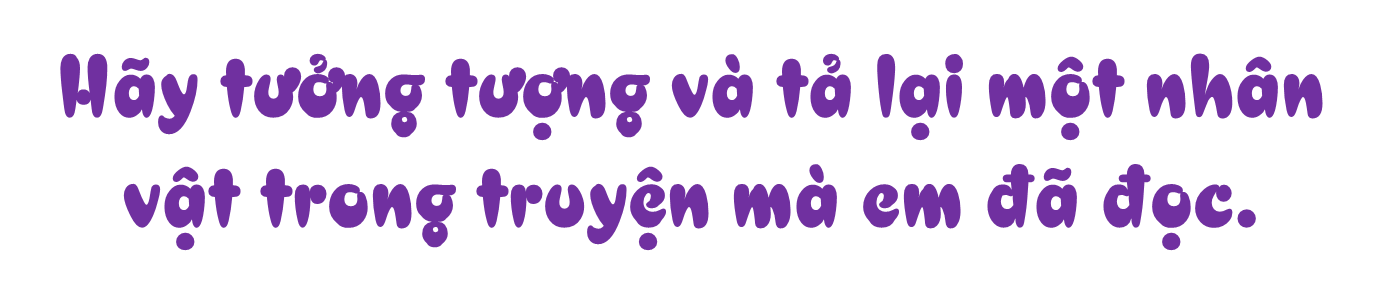 Hãy tưởng tượng và tả lại một nhân
vật trong truyện mà em đã đọc.